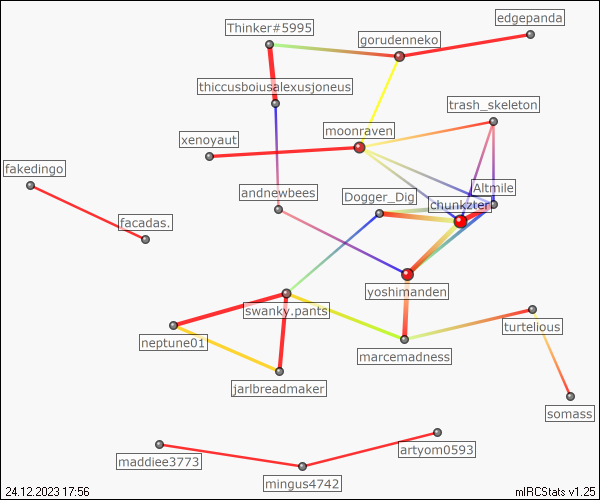 edgepanda
Thinker#5995
gorudenneko
thiccusboiusalexusjoneus
trash_skeleton
moonraven
xenoyaut
fakedingo
andnewbees
Dogger_Dig
Altmile
chunkzter
facadas.
yoshimanden
swanky.pants
turtelious
neptune01
marcemadness
jarlbreadmaker
somass
artyom0593
maddiee3773
mingus4742
24.12.2023 17:56
mIRCStats v1.25